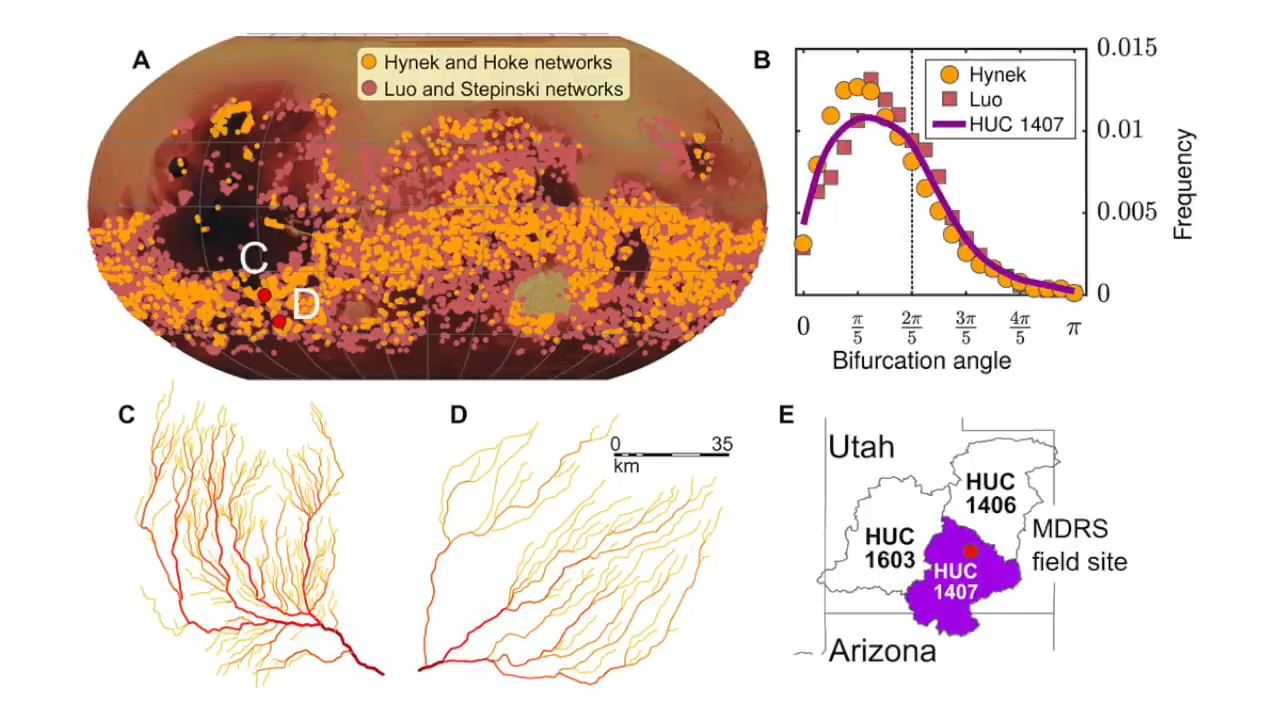 A
Hynek and Hoke networks
Luo and Stepinski networks
C
D
B
Hynek
Luo
HUC 1407
0.015
0.01
0.005
0
Frequency
0
π/5
2π/5
3π/5
4π/5
π
Bifurcation angle
C
D
0 35
km
E
Utah
HUC
1406
HUC
1603
HUC
1407
MDRS
field site
Arizona